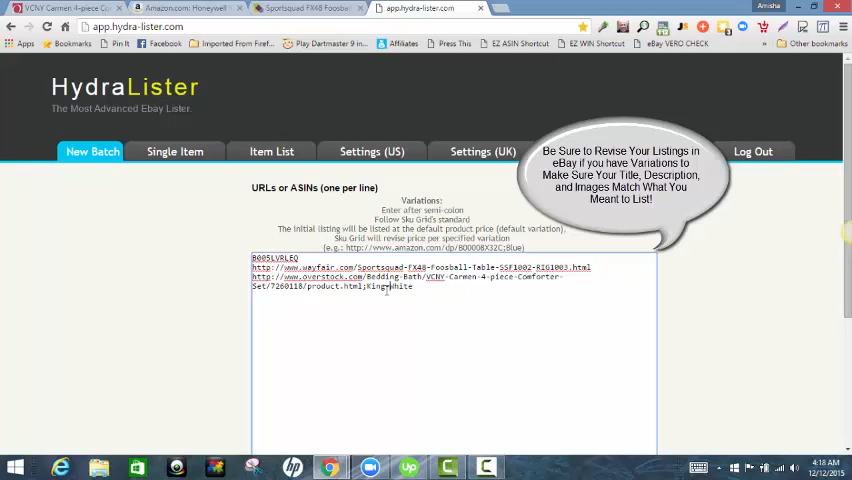 VCNY Carmen 4-piece Com
Amazon.com: Honeywell
Sportsquad FX48 Foosball
app.hydra-lister.com
Amisha
app.hydra-lister.com
Apps
Bookmarks
Pin It
Imported From Firef...
Play Dartmaster 9 in...
Affiliates
Press This
EZ ASIN Shortcut
EZ WIN Shortcut
eBay VERO CHECK
»
Other bookmarks
HydraLister
The Most Advanced Ebay Lister.
New Batch
Single Item
Item List
Settings (US)
Settings (UK)
Log Out
Be Sure to Revise Your Listings in
eBay if you have Variations to
Make Sure Your Title, Description,
and Images Match What You
Meant to List!
URLs or ASINs (one per line)
Variations:
Enter after semi-colon
Follow Sku Grid's standard
The initial listing will be listed at the default product price (default variation).
Sku Grid will revise price per specified variation
(e.g.; http://www.amazon.com/dp/B00008X32C;Blue)
B005LVRLEQ
http://www.wayfair.com/Sportsquad-FX48-Foosball-Table-SSF1002-RIG1003.html
http://www.overstock.com/Bedding-Bath/VCNY-Carmen-4-piece-Comforter-
Set/7260118/product.html;King-White
4:18 AM
12/12/2015